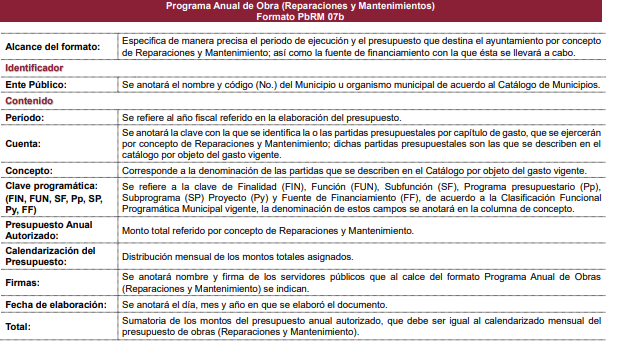 Programa Anual de Obra (Reparaciones y Mantenimientos)
Formato PbRM 07b
Alcance del formato:
Especifica de manera precisa el periodo de ejecución y el presupuesto que destina el ayuntamiento por concepto
de Reparaciones y Mantenimiento; así como la fuente de financiamiento con la que ésta se llevará a cabo.
Identificador
Ente Público:
Se anotará el nombre y código (No.) del Municipio u organismo municipal de acuerdo al Catálogo de Municipios.
Contenido
Período:
Se refiere al año fiscal referido en la elaboración del presupuesto.
Cuenta:
Se anotará la clave con la que se identifica la o las partidas presupuestales por capítulo de gasto, que se ejercerán
por concepto de Reparaciones y Mantenimiento; dichas partidas presupuestales son las que se describen en el
catálogo por objeto del gasto vigente.
Concepto:
Corresponde a la denominación de las partidas que se describen en el Catálogo por objeto del gasto vigente.
Clave programática:
(FIN, FUN, SF, Pp, SP,
Py, FF)
Se refiere a la clave de Finalidad (FIN), Función (FUN), Subfunción (SF), Programa presupuestario (Pp),
Subprograma (SP) Proyecto (Py) y Fuente de Financiamiento (FF), de acuerdo a la Clasificación Funcional
Programática Municipal vigente, la denominación de estos campos se anotará en la columna de concepto.
Presupuesto Anual
Autorizado:
Monto total referido por concepto de Reparaciones y Mantenimiento.
Calendarización del
Presupuesto:
Distribución mensual de los montos totales asignados.
Firmas:
Se anotará nombre y firma de los servidores públicos que al calce del formato Programa Anual de Obras
(Reparaciones y Mantenimiento) se indican.
Fecha de elaboración:
Se anotará el día, mes y año en que se elaboró el documento.
Total:
Sumatoria de los montos del presupuesto anual autorizado, que debe ser igual al calendarizado mensual del
presupuesto de obras (Reparaciones y Mantenimiento).